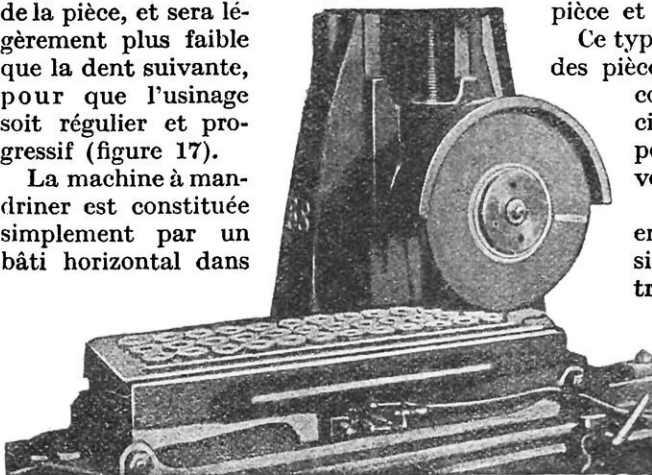 de la pièce, et sera lé-
gèrement plus faible
que la dent suivante,
pour que l'usinage
soit régulier et pro-
gressif (figure 17).
La machine à man-
driner est constituée
simplement par un
bâti horizontal dans
pièce et
Ce typ
des pièce
co
ci
po
ve
en
si
tr